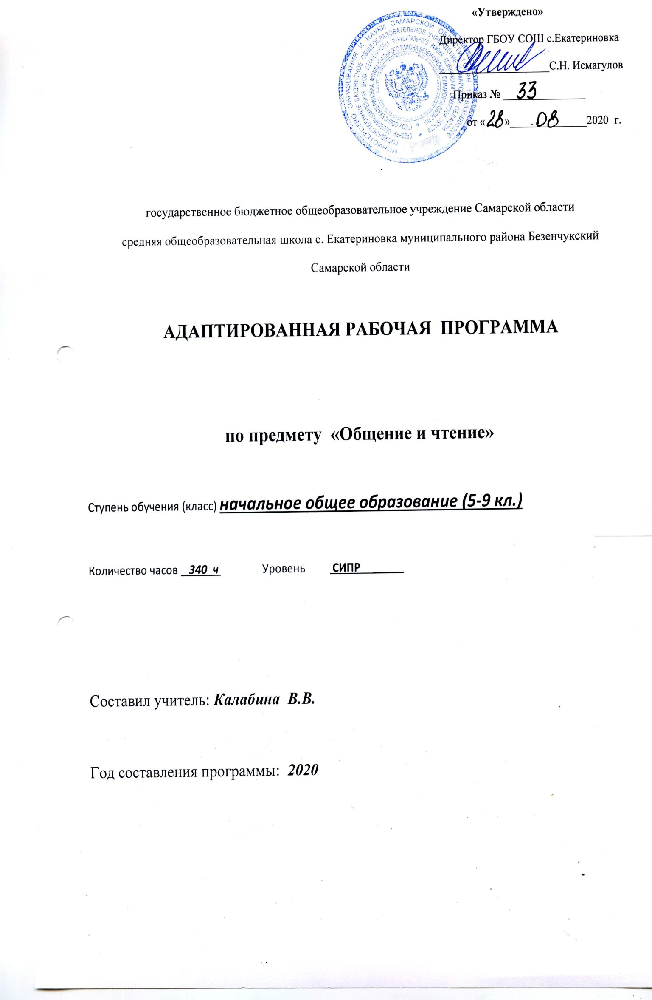 «Утверждено»
Директор ГБОУ СОШ с.Екатериновка
С.Н. Исмагулов
Приказ № 33
от «28» .08 2020 г.
государственное бюджетное общеобразовательное учреждение Самарской области
средняя общеобразовательная школа с. Екатериновка муниципального района Безенчукский
Самарской области
АДАПТИРОВАННАЯ РАБОЧАЯ ПРОГРАММА
по предмету «Общение и чтение»
Ступень обучения (класс) начальное общее образование (5-9 кл.)
Количество часов 340 ч Уровень СИПР
Составил учитель: Калабина В.В.
Год составления программы: 2020